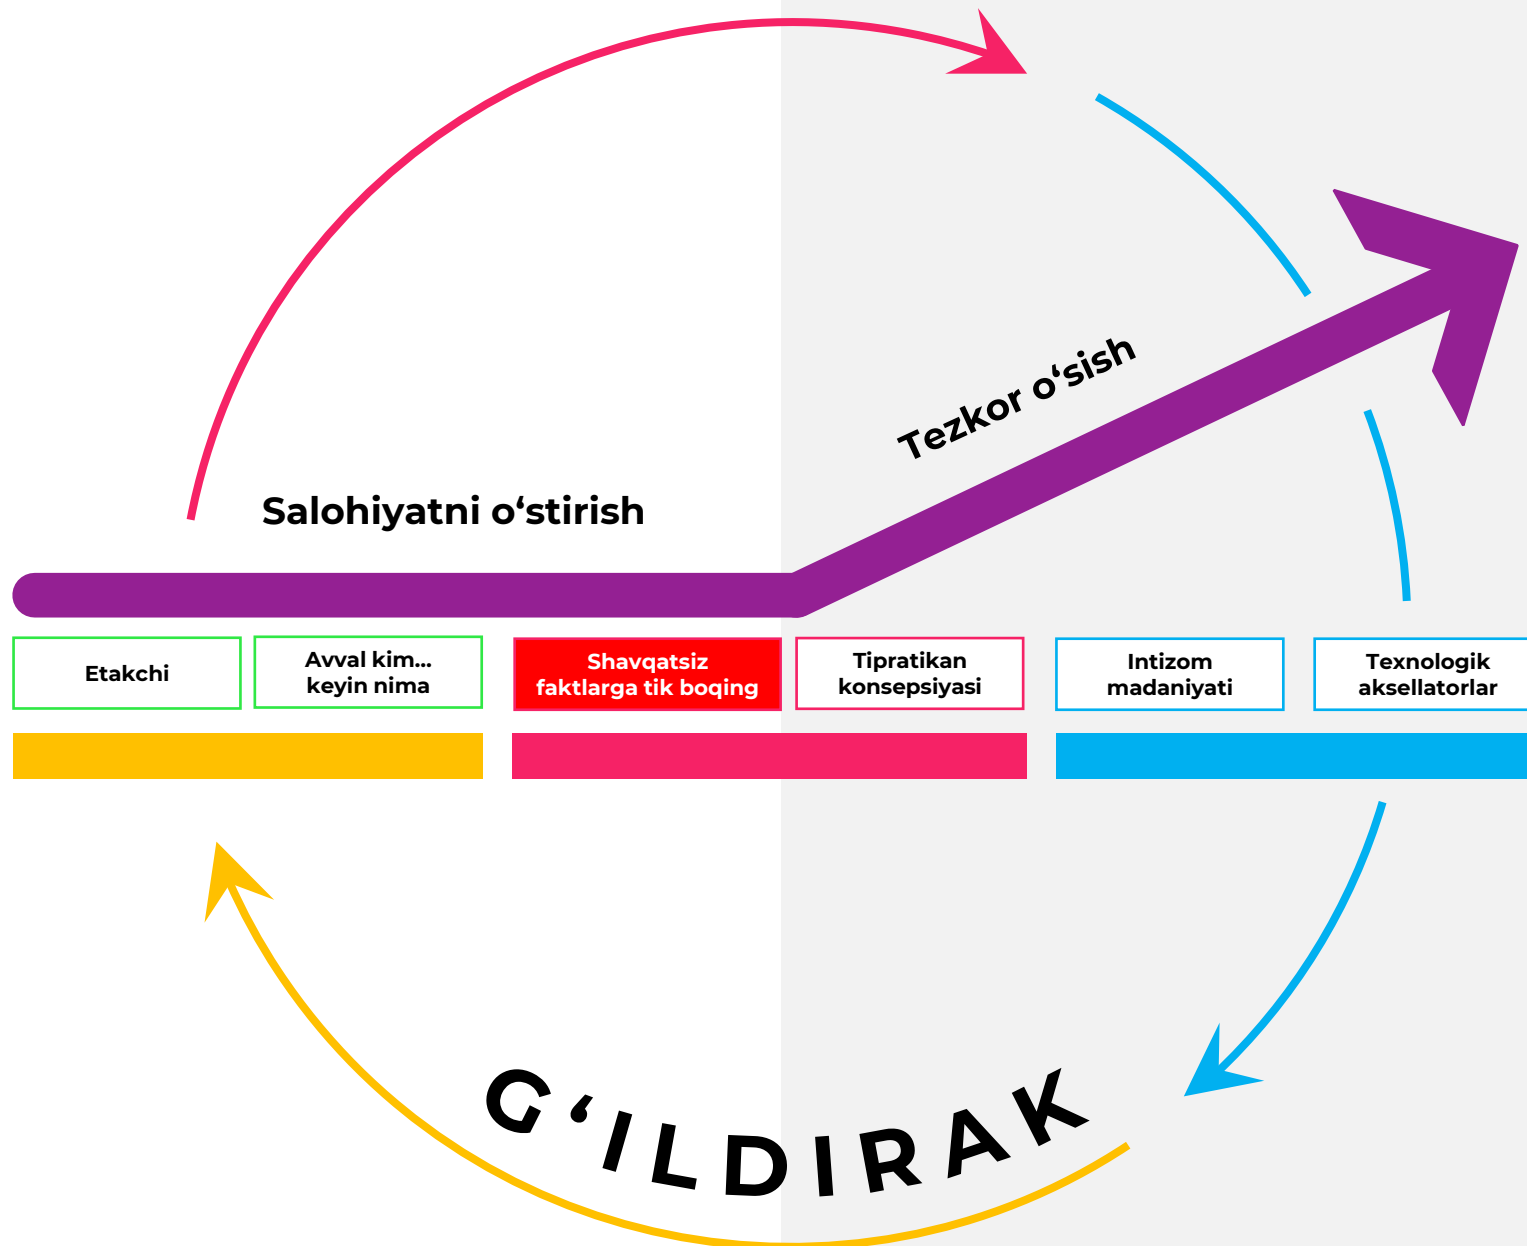 Tezkor o‘sish
Salohiyatni o‘stirish
Etakchi
Avval kim...
keyin nima
Shavqatsiz
faktlarga tik boqing
Tipratikan
konsepsiyasi
Intizom
madaniyati
Texnologik
aksellatorlar
G‘ILDIRAK